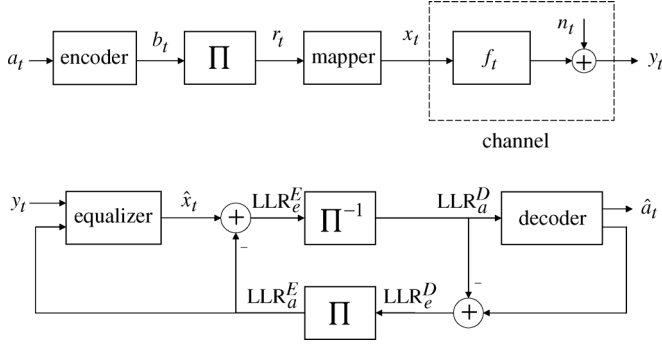 a_t encoder b_t Π r_t mapper x_t f_t n_t + y_t
channel
y_t equalizer x̂_t + LLR_e^E Π^{-1} LLR_a^D decoder â_t
− −
LLR_a^E Π LLR_e^D +